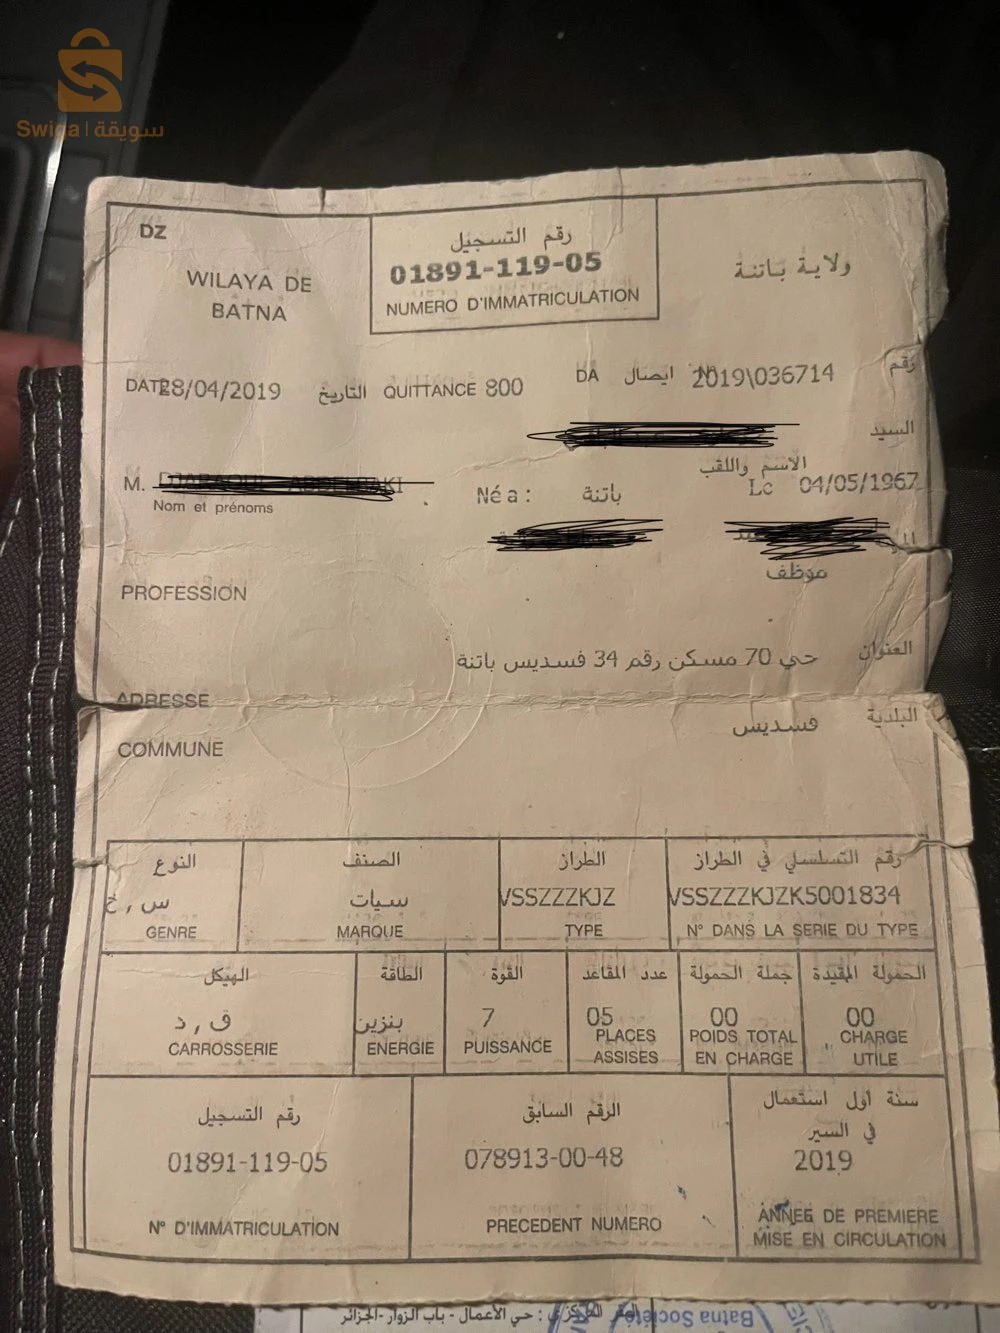 Swiqa | سويقة
DZ
WILAYA DE
BATNA
رقم التسجيل
01891-119-05
NUMERO D'IMMATRICULATION
ولاية باتنة
DATE 28/04/2019 التاريخ QUITTANCE 800 DA ايصال N° 2019\036714 رقم
السيد
الاسم واللقب
M.
Nom et prénoms
Né a : باتنة Le 04/05/1967
موظف
PROFESSION
العنوان حي 70 مسكن رقم 34 فسديس باتنة
ADRESSE
البلدية فسديس
COMMUNE
النوع
س,خ
GENRE
الصنف
سيات
MARQUE
الطراز
VSSZZZKJZ
TYPE
رقم التسلسلي في الطراز
VSSZZZKJZK5001834
N° DANS LA SERIE DU TYPE
الهيكل
ق,د
CARROSSERIE
الطاقة
بنزين
ENERGIE
القوة
7
PUISSANCE
عدد المقاعد
05
PLACES
ASSISES
جملة الحمولة
00
POIDS TOTAL
EN CHARGE
الحمولة المقيدة
00
CHARGE
UTILE
رقم التسجيل
01891-119-05
N° D'IMMATRICULATION
الرقم السابق
078913-00-48
PRECEDENT NUMERO
سنة اول استعمال
في السير
2019
ANNEE DE PREMIERE
MISE EN CIRCULATION
: حي الأعمال - باب الزوار -الجزائر
Batna Société